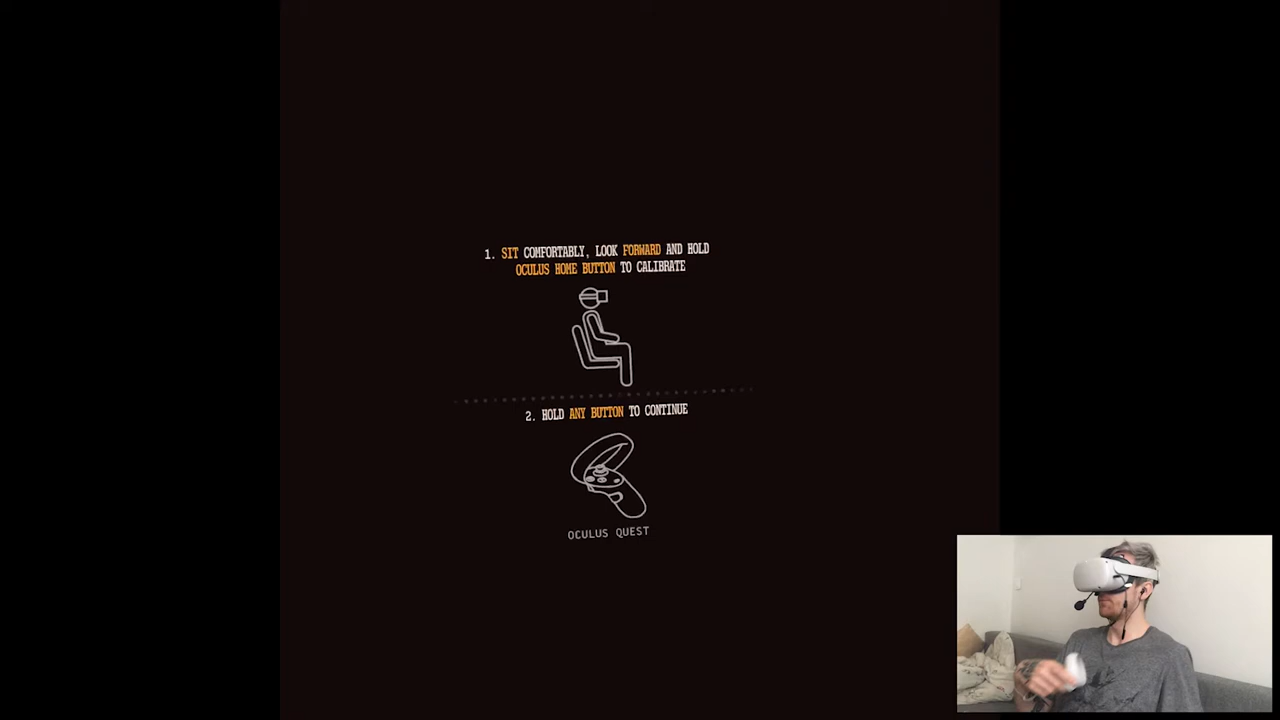 1. SIT COMFORTABLY, LOOK FORWARD AND HOLD
OCULUS HOME BUTTON TO CALIBRATE
2. HOLD ANY BUTTON TO CONTINUE
OCULUS QUEST